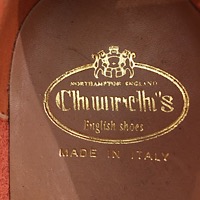 NORTHAMPTON ENGLAND
Church's
English shoes
MADE IN ITALY